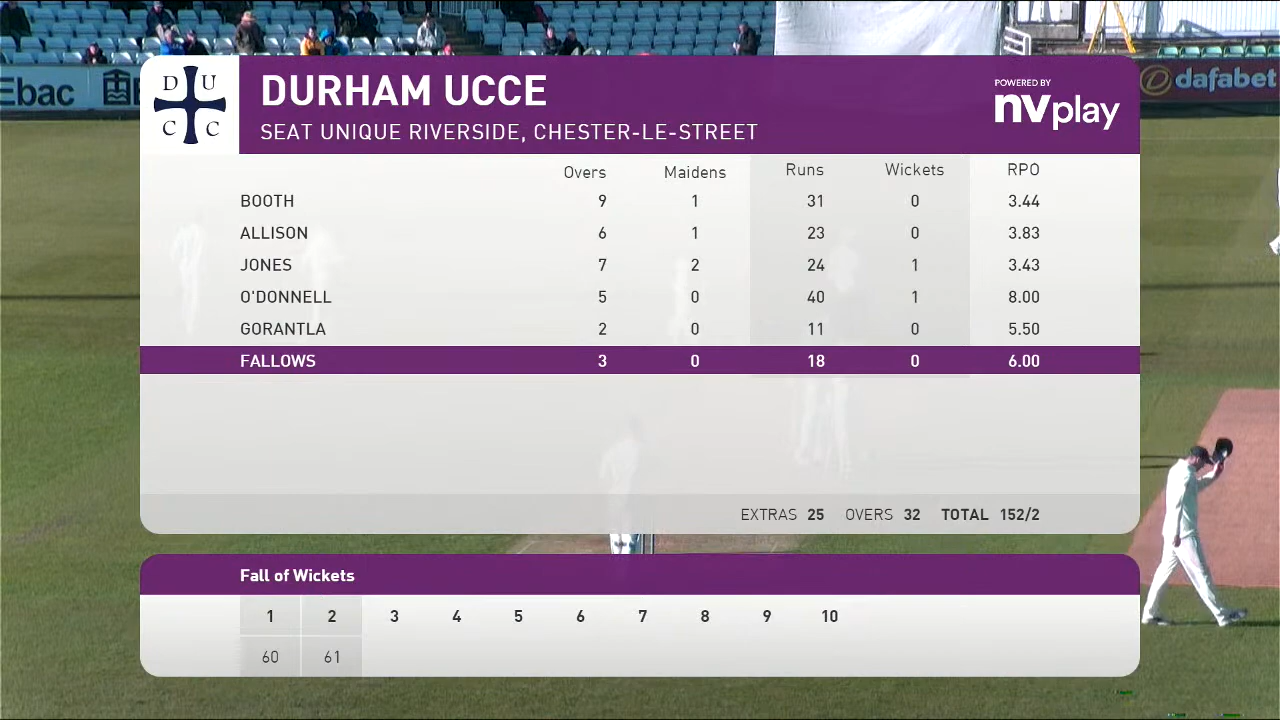 Ebac
dafabet
D U
C C
DURHAM UCCE
SEAT UNIQUE RIVERSIDE, CHESTER-LE-STREET
POWERED BY
nvplay
Overs Maidens Runs Wickets RPO
BOOTH 9 1 31 0 3.44
ALLISON 6 1 23 0 3.83
JONES 7 2 24 1 3.43
O'DONNELL 5 0 40 1 8.00
GORANTLA 2 0 11 0 5.50
FALLOWS 3 0 18 0 6.00
EXTRAS 25 OVERS 32 TOTAL 152/2
Fall of Wickets
1 2 3 4 5 6 7 8 9 10
60 61